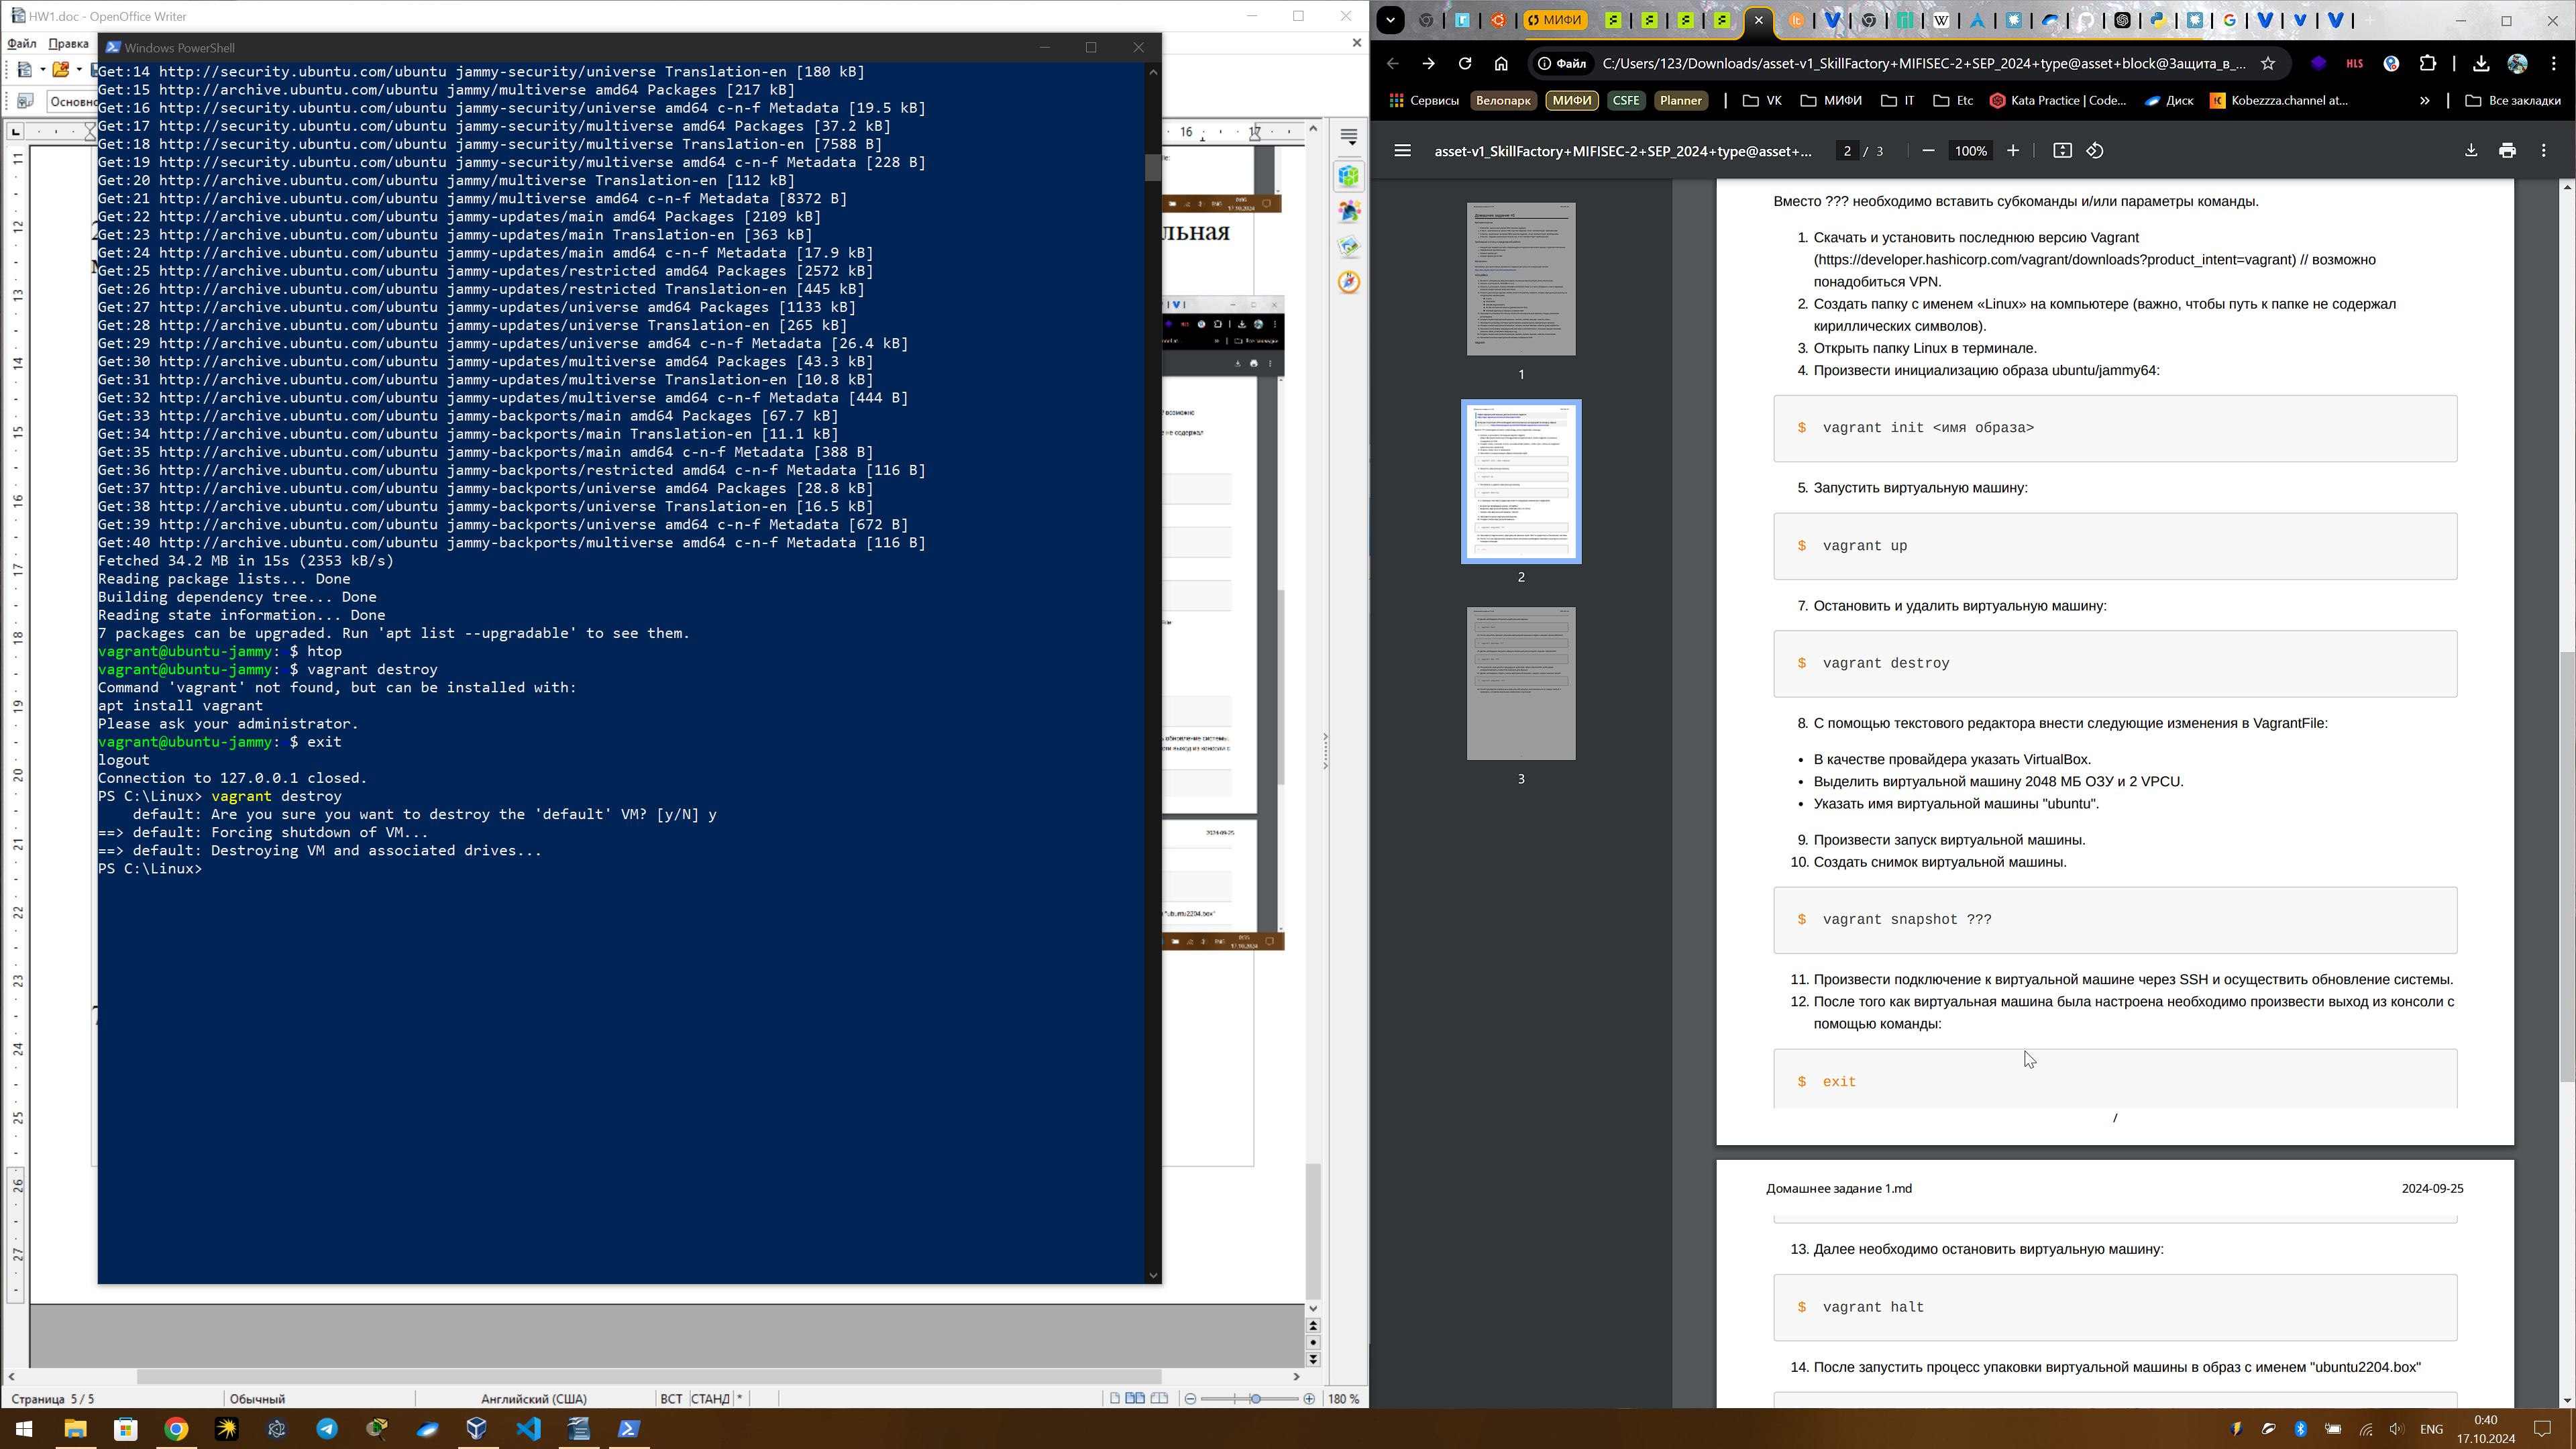 HW1.doc - OpenOffice Writer
Файл Правка
Основно
Windows PowerShell
Get:14 http://security.ubuntu.com/ubuntu jammy-security/universe Translation-en [180 kB]
Get:15 http://archive.ubuntu.com/ubuntu jammy/multiverse amd64 Packages [217 kB]
Get:16 http://security.ubuntu.com/ubuntu jammy-security/universe amd64 c-n-f Metadata [19.5 kB]
Get:17 http://security.ubuntu.com/ubuntu jammy-security/multiverse amd64 Packages [37.2 kB]
Get:18 http://security.ubuntu.com/ubuntu jammy-security/multiverse Translation-en [7588 B]
Get:19 http://security.ubuntu.com/ubuntu jammy-security/multiverse amd64 c-n-f Metadata [228 B]
Get:20 http://archive.ubuntu.com/ubuntu jammy/multiverse Translation-en [112 kB]
Get:21 http://archive.ubuntu.com/ubuntu jammy/multiverse amd64 c-n-f Metadata [8372 B]
Get:22 http://archive.ubuntu.com/ubuntu jammy-updates/main amd64 Packages [2109 kB]
Get:23 http://archive.ubuntu.com/ubuntu jammy-updates/main Translation-en [363 kB]
Get:24 http://archive.ubuntu.com/ubuntu jammy-updates/main amd64 c-n-f Metadata [17.9 kB]
Get:25 http://archive.ubuntu.com/ubuntu jammy-updates/restricted amd64 Packages [2572 kB]
Get:26 http://archive.ubuntu.com/ubuntu jammy-updates/restricted Translation-en [445 kB]
Get:27 http://archive.ubuntu.com/ubuntu jammy-updates/universe amd64 Packages [1133 kB]
Get:28 http://archive.ubuntu.com/ubuntu jammy-updates/universe Translation-en [265 kB]
Get:29 http://archive.ubuntu.com/ubuntu jammy-updates/universe amd64 c-n-f Metadata [26.4 kB]
Get:30 http://archive.ubuntu.com/ubuntu jammy-updates/multiverse amd64 Packages [43.3 kB]
Get:31 http://archive.ubuntu.com/ubuntu jammy-updates/multiverse Translation-en [10.8 kB]
Get:32 http://archive.ubuntu.com/ubuntu jammy-updates/multiverse amd64 c-n-f Metadata [444 B]
Get:33 http://archive.ubuntu.com/ubuntu jammy-backports/main amd64 Packages [67.7 kB]
Get:34 http://archive.ubuntu.com/ubuntu jammy-backports/main Translation-en [11.1 kB]
Get:35 http://archive.ubuntu.com/ubuntu jammy-backports/main amd64 c-n-f Metadata [388 B]
Get:36 http://archive.ubuntu.com/ubuntu jammy-backports/restricted amd64 c-n-f Metadata [116 B]
Get:37 http://archive.ubuntu.com/ubuntu jammy-backports/universe amd64 Packages [28.8 kB]
Get:38 http://archive.ubuntu.com/ubuntu jammy-backports/universe Translation-en [16.5 kB]
Get:39 http://archive.ubuntu.com/ubuntu jammy-backports/universe amd64 c-n-f Metadata [672 B]
Get:40 http://archive.ubuntu.com/ubuntu jammy-backports/multiverse amd64 c-n-f Metadata [116 B]
Fetched 34.2 MB in 15s (2353 kB/s)
Reading package lists... Done
Building dependency tree... Done
Reading state information... Done
7 packages can be upgraded. Run 'apt list --upgradable' to see them.
vagrant@ubuntu-jammy: $ htop
vagrant@ubuntu-jammy: $ vagrant destroy
Command 'vagrant' not found, but can be installed with:
apt install vagrant
Please ask your administrator.
vagrant@ubuntu-jammy: $ exit
logout
Connection to 127.0.0.1 closed.
PS C:\Linux> vagrant destroy
default: Are you sure you want to destroy the 'default' VM? [y/N] y
==> default: Forcing shutdown of VM...
==> default: Destroying VM and associated drives...
PS C:\Linux>
16 17
льная
2024-09-25
"ubuntu2204.box"
11
12
13
14
15
16
17
18
19
20
21
22
23
24
25
26
27
Страница 5 / 5 Обычный Английский (США) ВСТ СТАНД * 180 %
МИФИ
Файл C:/Users/123/Downloads/asset-v1_SkillFactory+MIFISEC-2+SEP_2024+type@asset+block@Защита_в_...
HLS
Сервисы Велопарк МИФИ CSFE Planner VK МИФИ IT Etc Kata Practice | Code... Диск Kobezzza.channel at... » Все закладки
asset-v1_SkillFactory+MIFISEC-2+SEP_2024+type@asset+... 2 / 3 100%
1
2
3
Вместо ??? необходимо вставить субкоманды и/или параметры команды.
1. Скачать и установить последнюю версию Vagrant
(https://developer.hashicorp.com/vagrant/downloads?product_intent=vagrant) // возможно
понадобиться VPN.
2. Создать папку с именем «Linux» на компьютере (важно, чтобы путь к папке не содержал
кириллических символов).
3. Открыть папку Linux в терминале.
4. Произвести инициализацию образа ubuntu/jammy64:
$ vagrant init <имя образа>
5. Запустить виртуальную машину:
$ vagrant up
7. Остановить и удалить виртуальную машину:
$ vagrant destroy
8. С помощью текстового редактора внести следующие изменения в VagrantFile:
• В качестве провайдера указать VirtualBox.
• Выделить виртуальной машину 2048 МБ ОЗУ и 2 VPCU.
• Указать имя виртуальной машины "ubuntu".
9. Произвести запуск виртуальной машины.
10. Создать снимок виртуальной машины.
$ vagrant snapshot ???
11. Произвести подключение к виртуальной машине через SSH и осуществить обновление системы.
12. После того как виртуальная машина была настроена необходимо произвести выход из консоли с
помощью команды:
$ exit
/
Домашнее задание 1.md 2024-09-25
13. Далее необходимо остановить виртуальную машину:
$ vagrant halt
14. После запустить процесс упаковки виртуальной машины в образ с именем "ubuntu2204.box"
ENG
0:40
17.10.2024